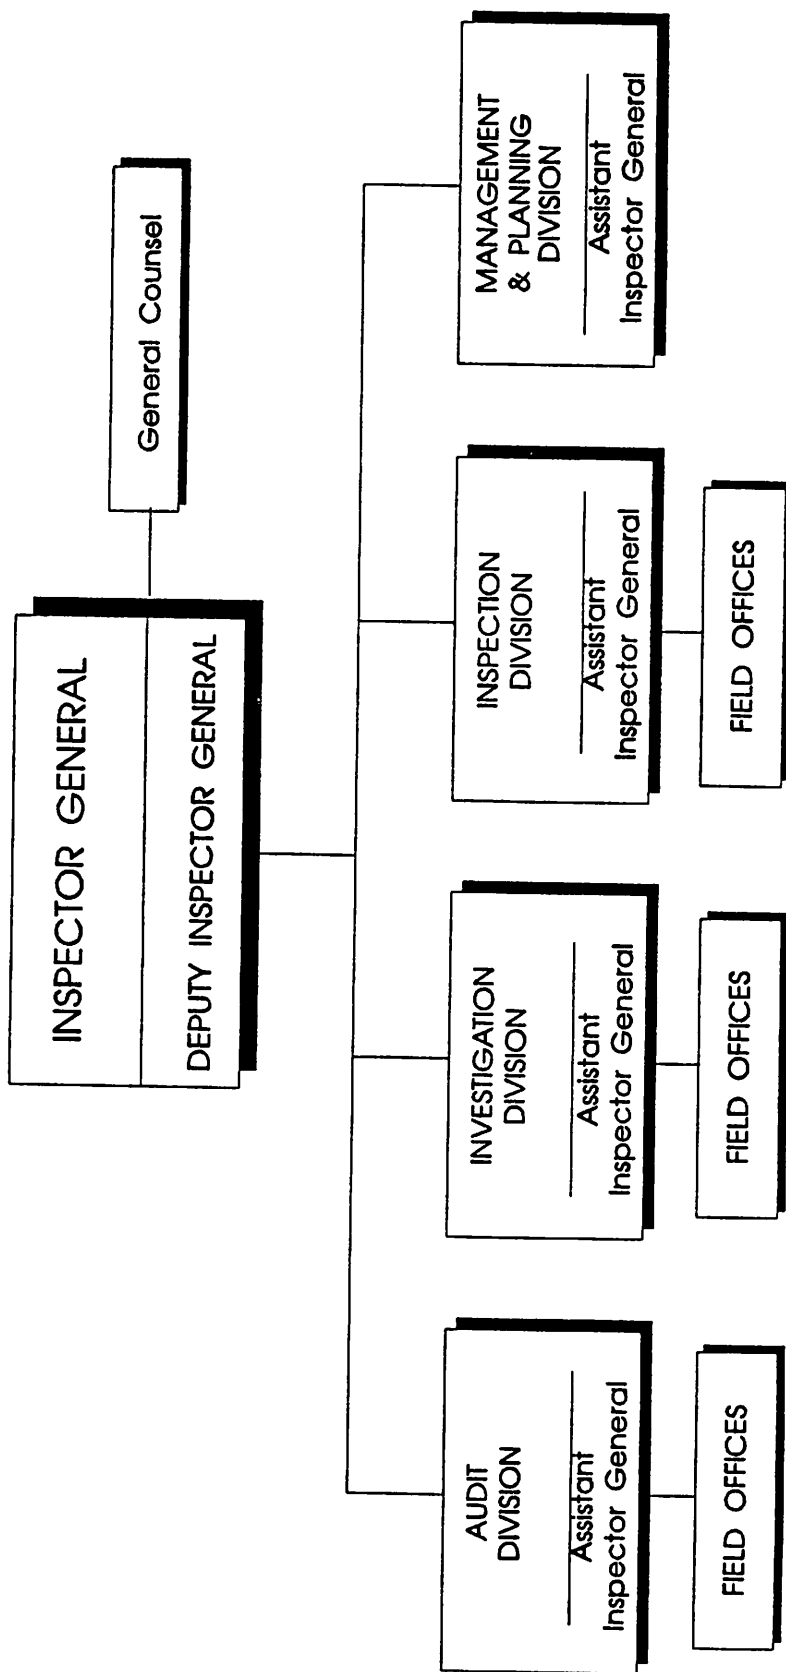 INSPECTOR GENERAL
DEPUTY INSPECTOR GENERAL
General Counsel
AUDIT
DIVISION
Assistant
Inspector General
INVESTIGATION
DIVISION
Assistant
Inspector General
INSPECTION
DIVISION
Assistant
Inspector General
MANAGEMENT
& PLANNING
DIVISION
Assistant
Inspector General
FIELD OFFICES
FIELD OFFICES
FIELD OFFICES